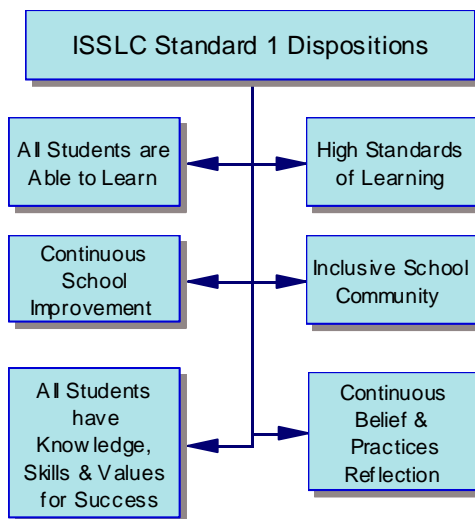 ISSLC Standard 1 Dispositions
All Students are
Able to Learn
High Standards
of Learning
Continuous
School
Improvement
Inclusive School
Community
All Students
have
Knowledge,
Skills & Values
for Success
Continuous
Belief &
Practices
Reflection